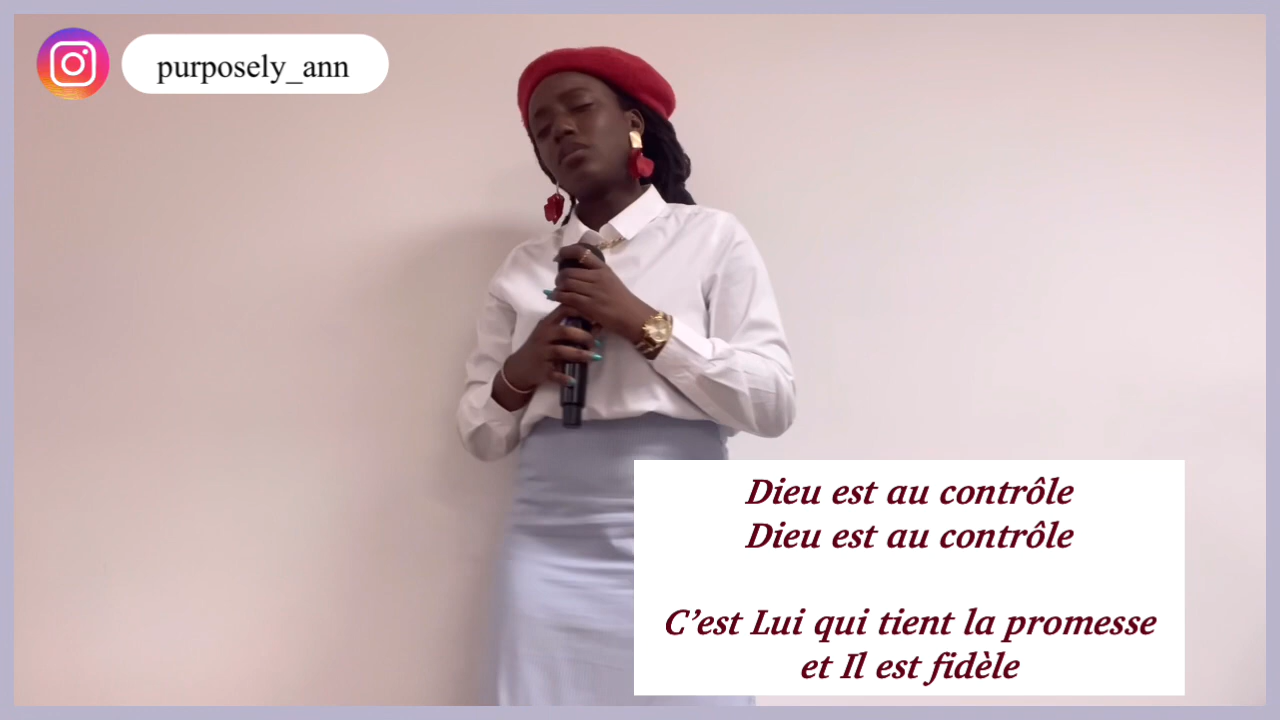 purposely_ann
Dieu est au contrôle
Dieu est au contrôle
C’est Lui qui tient la promesse
et Il est fidèle